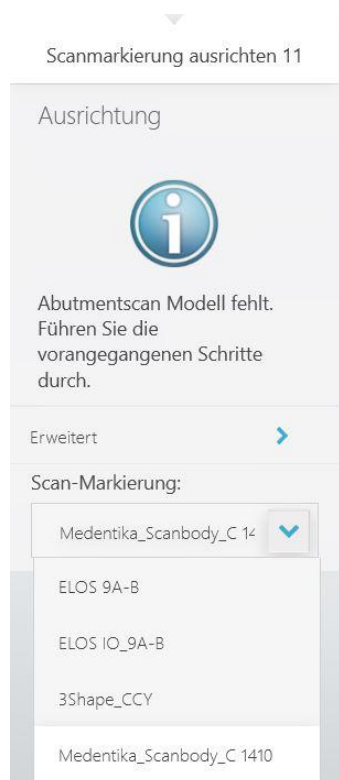 Scanmarkierung ausrichten 11
Ausrichtung
Abutmentscan Modell fehlt.
Führen Sie die
vorangegangenen Schritte
durch.
Erweitert
Scan-Markierung:
Medentika_Scanbody_C 14
ELOS 9A-B
ELOS IO_9A-B
3Shape_CCY
Medentika_Scanbody_C 1410